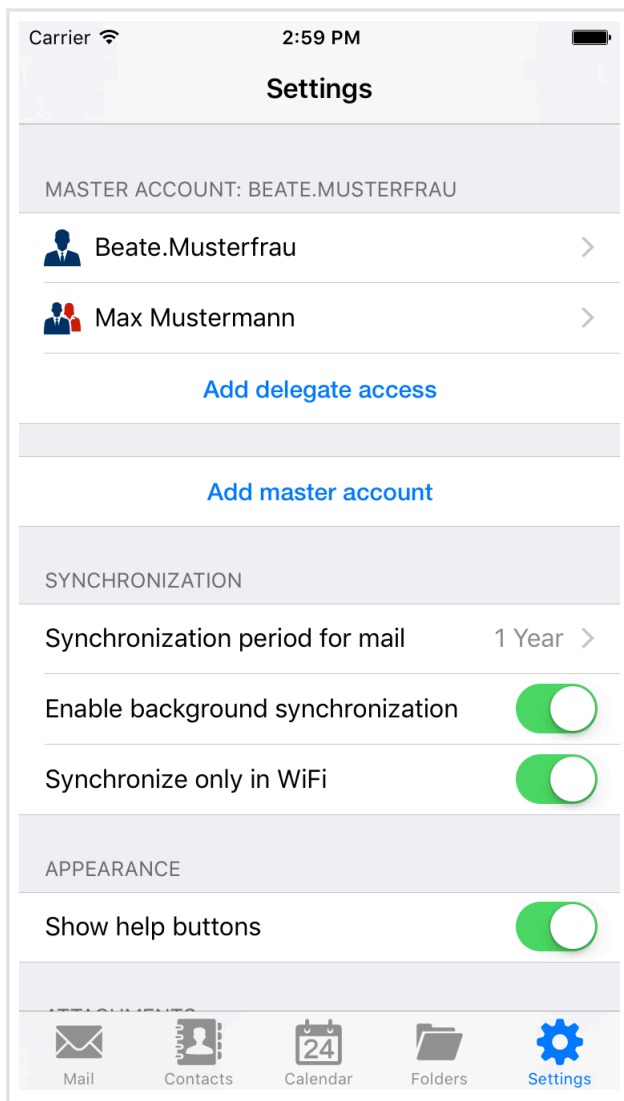 Carrier 2:59 PM
Settings
MASTER ACCOUNT: BEATE.MUSTERFRAU
Beate.Musterfrau
Max Mustermann
Add delegate access
Add master account
SYNCHRONIZATION
Synchronization period for mail 1 Year
Enable background synchronization
Synchronize only in WiFi
APPEARANCE
Show help buttons
ATTACHMENTS
24
Mail Contacts Calendar Folders Settings